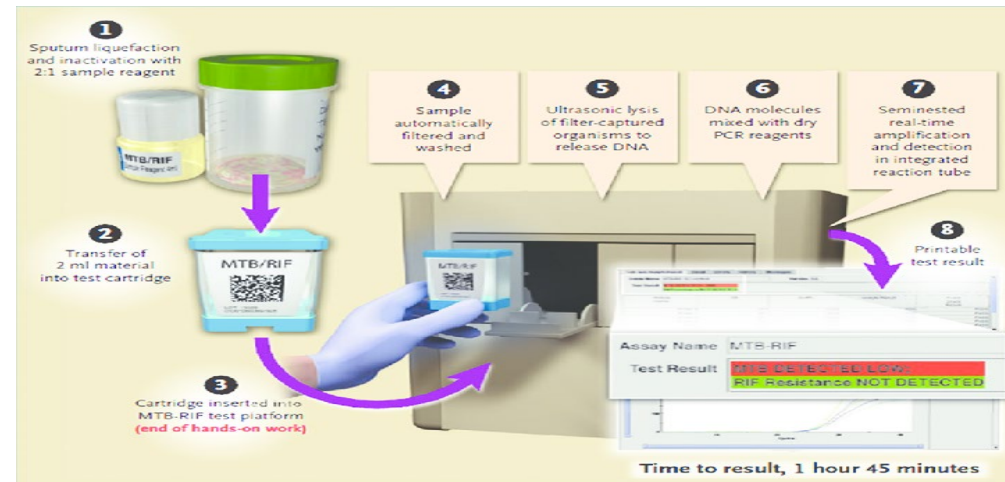 1
Sputum liquefaction
and inactivation with
2:1 sample reagent
MTB/RIF
2
Transfer of
2 ml material
into test cartridge
MTB/RIF
3
Cartridge inserted into
MTB-RIF test platform
(end of hands-on work)
MTB/RIF
4
Sample
automatically
filtered and
washed
5
Ultrasonic lysis
of filter-captured
organisms to
release DNA
6
DNA molecules
mixed with dry
PCR reagents
7
Seminested
real-time
amplification
and detection
in integrated
reaction tube
8
Printable
test result
Assay Name MTB-RIF
Test Result MTB DETECTED LOW;
RIF Resistance NOT DETECTED
Time to result, 1 hour 45 minutes